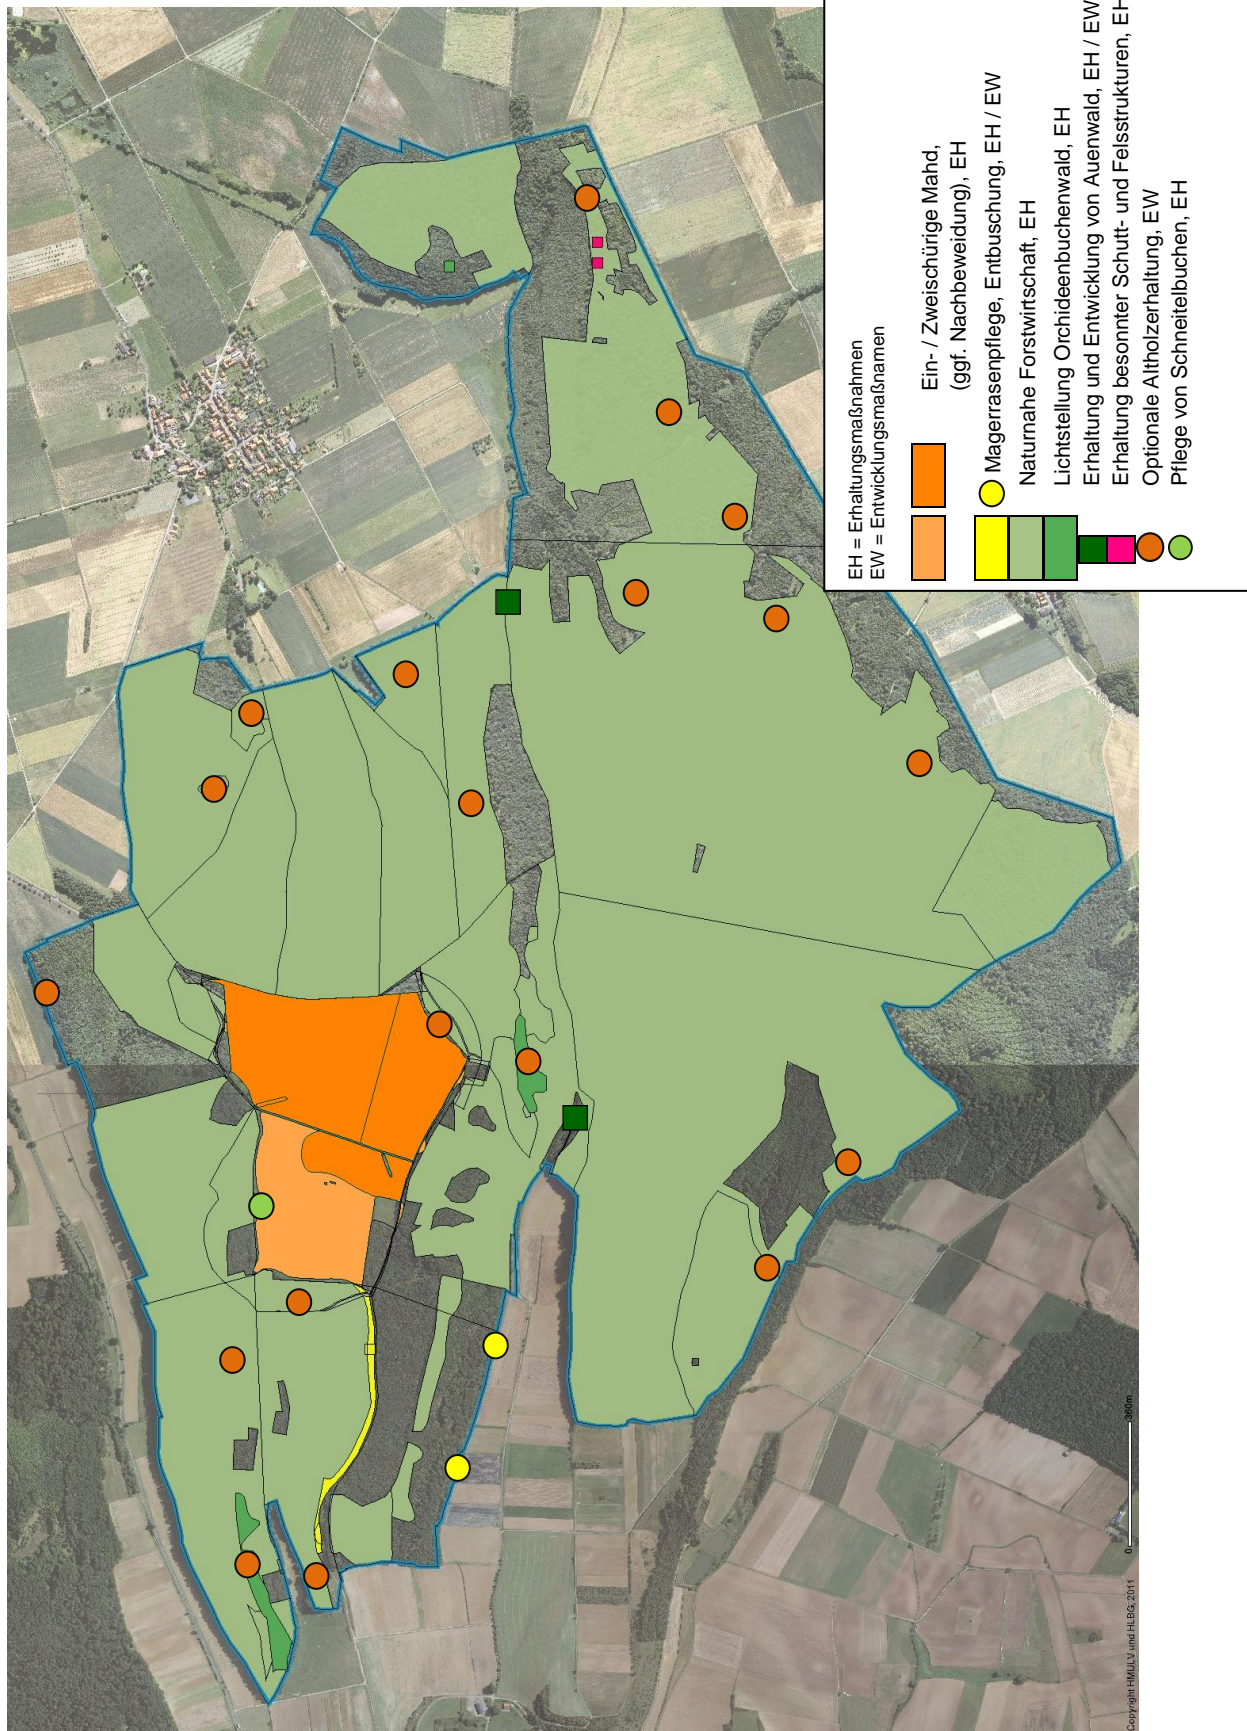 EH = Erhaltungsmaßnahmen
EW = Entwicklungsmaßnamen
Ein- / Zweischürige Mahd,
(ggf. Nachbeweidung), EH
Magerrasenpflege, Entbuschung, EH / EW
Naturnahe Forstwirtschaft, EH
Lichtstellung Orchideenbuchenwald, EH
Erhaltung und Entwicklung von Auenwald, EH / EW
Erhaltung besonnter Schutt- und Felsstrukturen, EH
Optionale Altholzerhaltung, EW
Pflege von Schneitelbuchen, EH
0 360m
Copyright HMULV und HLBG, 2011